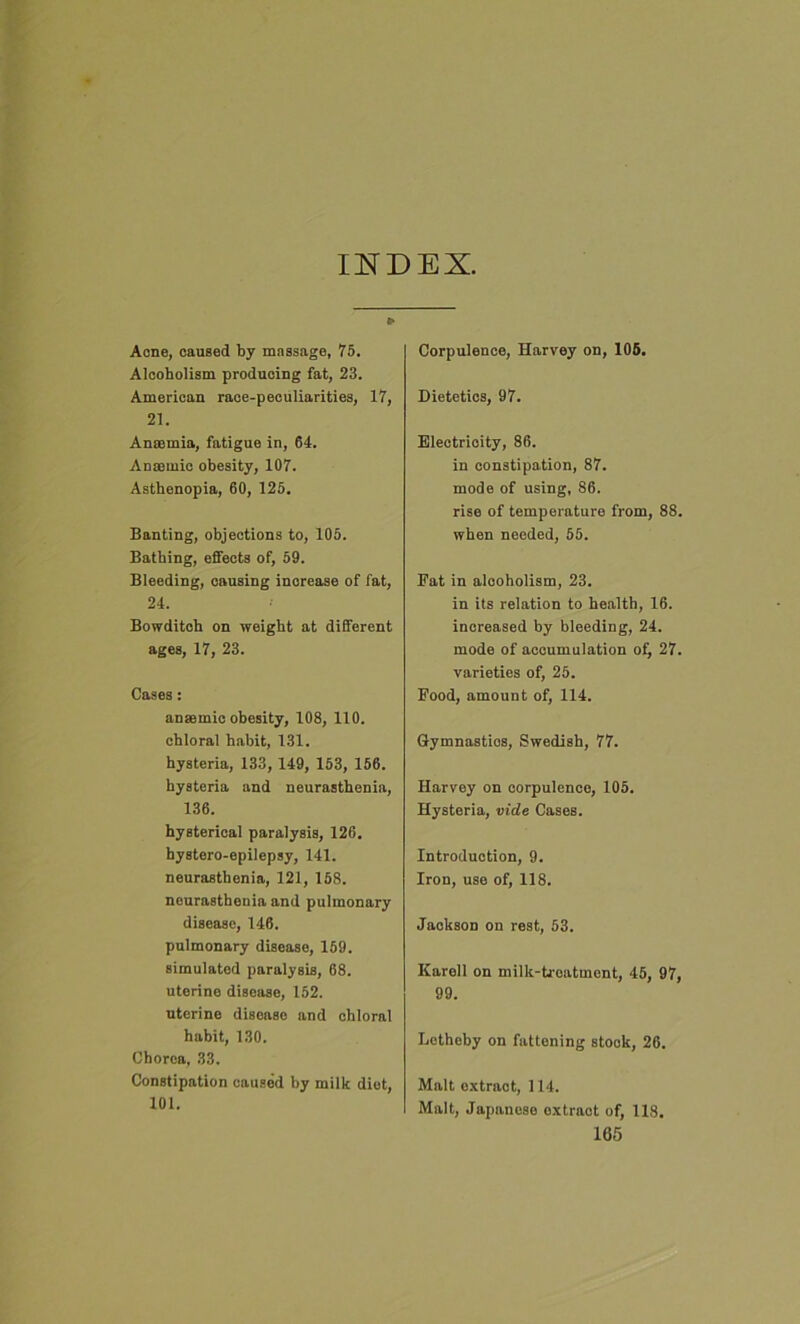 INDEX.
Acne, caused by massage, 75.
Alcoholism producing fat, 23.
American race-peculiarities, 17,
21.
Anæmia, fatigue in, 64.
Anæmic obesity, 107.
Asthenopia, 60, 125.
Banting, objections to, 105.
Bathing, effects of, 59.
Bleeding, causing increase of fat,
24.
Bowditch on weight at different
ages, 17, 23.
Cases:
anæmic obesity, 108, 110.
chloral habit, 131.
hysteria, 133, 149, 153, 156.
hysteria and neurasthenia,
136.
hysterical paralysis, 126.
hystero-epilepsy, 141.
neurasthenia, 121, 158.
neurasthenia and pulmonary
disease, 146.
pulmonary disease, 159.
simulated paralysis, 68.
uterine disease, 152.
uterine disease and chloral
habit, 130.
Chorea, 33.
Constipation caused by milk diet,
101.
Corpulence, Harvey on, 105.
Dietetics, 97.
Electricity, 86.
in constipation, 87.
mode of using, 86.
rise of temperature from, 88.
when needed, 55.
Fat in alcoholism, 23.
in its relation to health, 16.
increased by bleeding, 24.
mode of accumulation of, 27.
varieties of, 25.
Food, amount of, 114.
Gymnastics, Swedish, 77.
Harvey on corpulence, 105.
Hysteria, vide Cases.
Introduction, 9.
Iron, use of, 118.
Jackson on rest, 53.
Karell on milk-treatment, 45, 97,
99.
Letheby on fattening stock, 26.
Malt extract, 114.
Malt, Japanese extract of, 118.
165